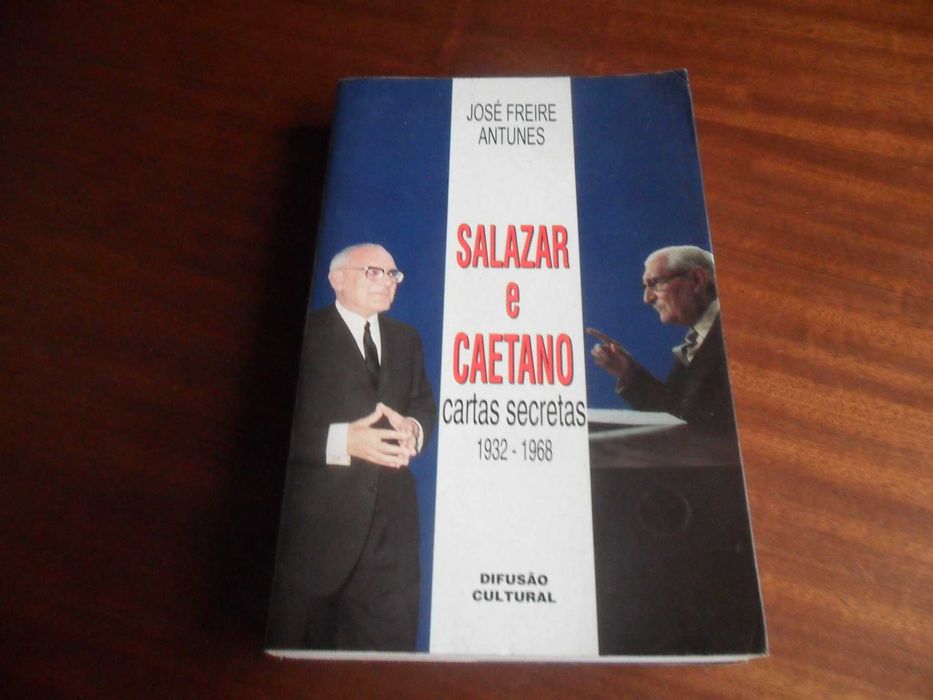 JOSÉ FREIRE
ANTUNES
SALAZAR
e
CAETANO
cartas secretas
1932 - 1968
DIFUSÃO
CULTURAL